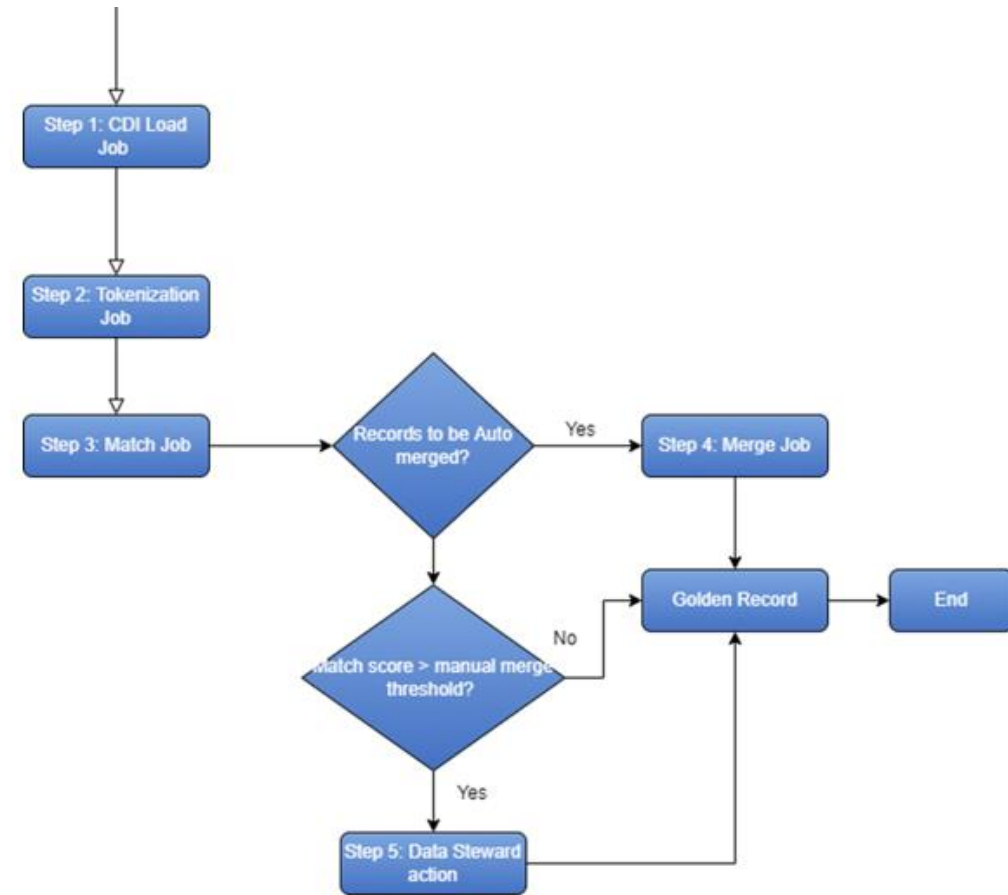 Step 1: CDI Load
Job
Step 2: Tokenization
Job
Step 3: Match Job
Records to be Auto
merged?
Yes
Step 4: Merge Job
Golden Record
End
No
Match score > manual merge
threshold?
Yes
Step 5: Data Steward
action